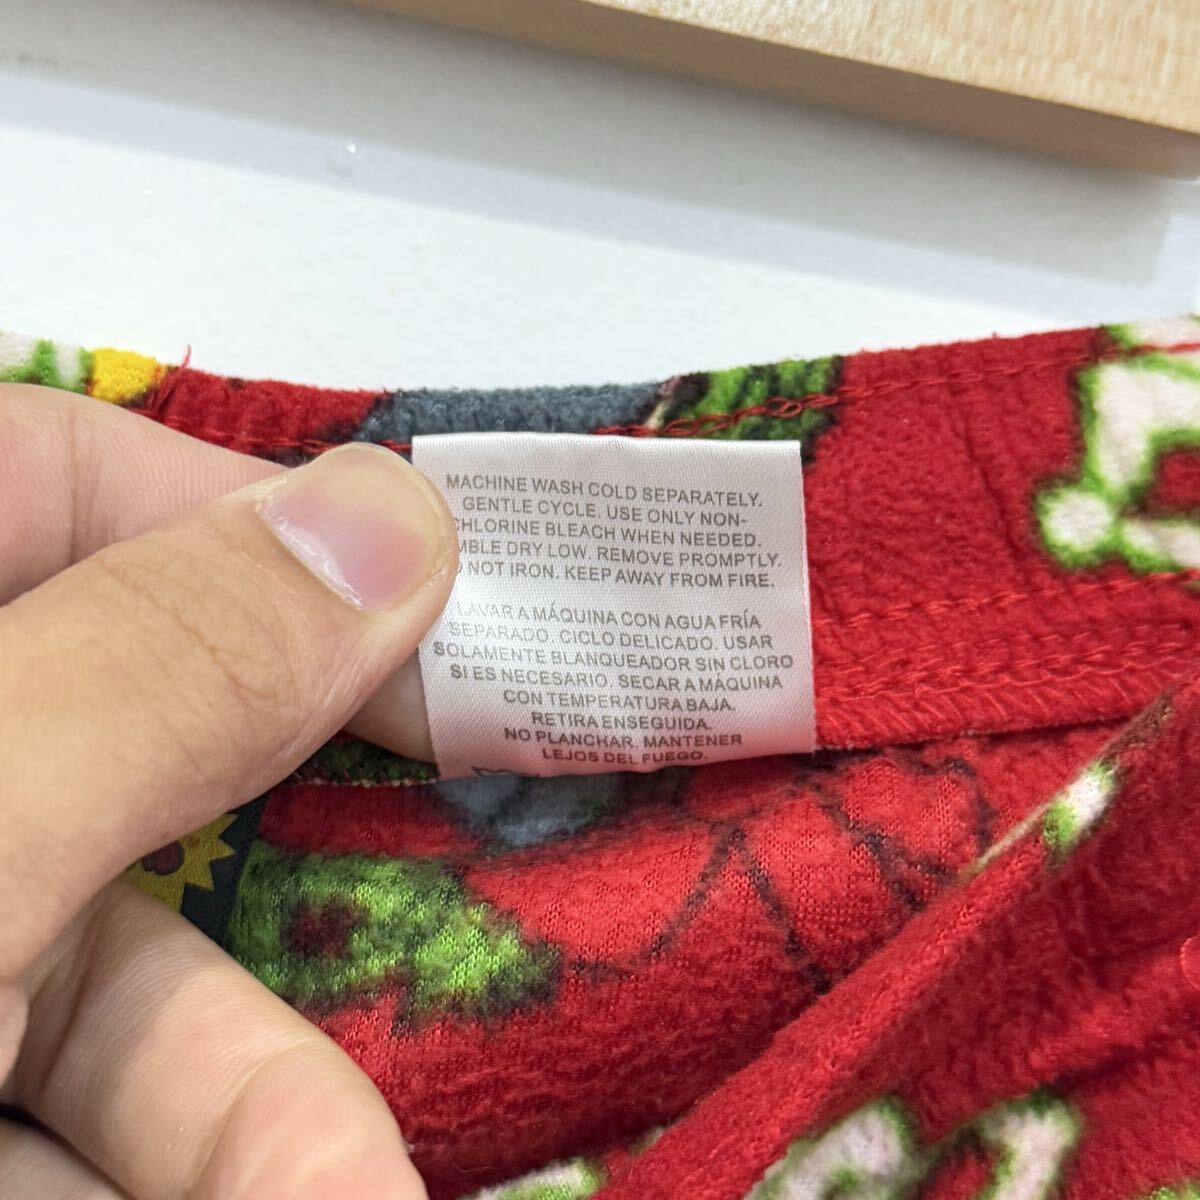 MACHINE WASH COLD SEPARATELY.
GENTLE CYCLE. USE ONLY NON-
CHLORINE BLEACH WHEN NEEDED.
MBLE DRY LOW. REMOVE PROMPTLY.
NOT IRON. KEEP AWAY FROM FIRE.
LAVAR A MÁQUINA CON AGUA FRÍA
SEPARADO. CICLO DELICADO. USAR
SOLAMENTE BLANQUEADOR SIN CLORO
SI ES NECESARIO. SECAR A MÁQUINA
CON TEMPERATURA BAJA.
RETIRA ENSEGUIDA.
NO PLANCHAR. MANTENER
LEJOS DEL FUEGO.